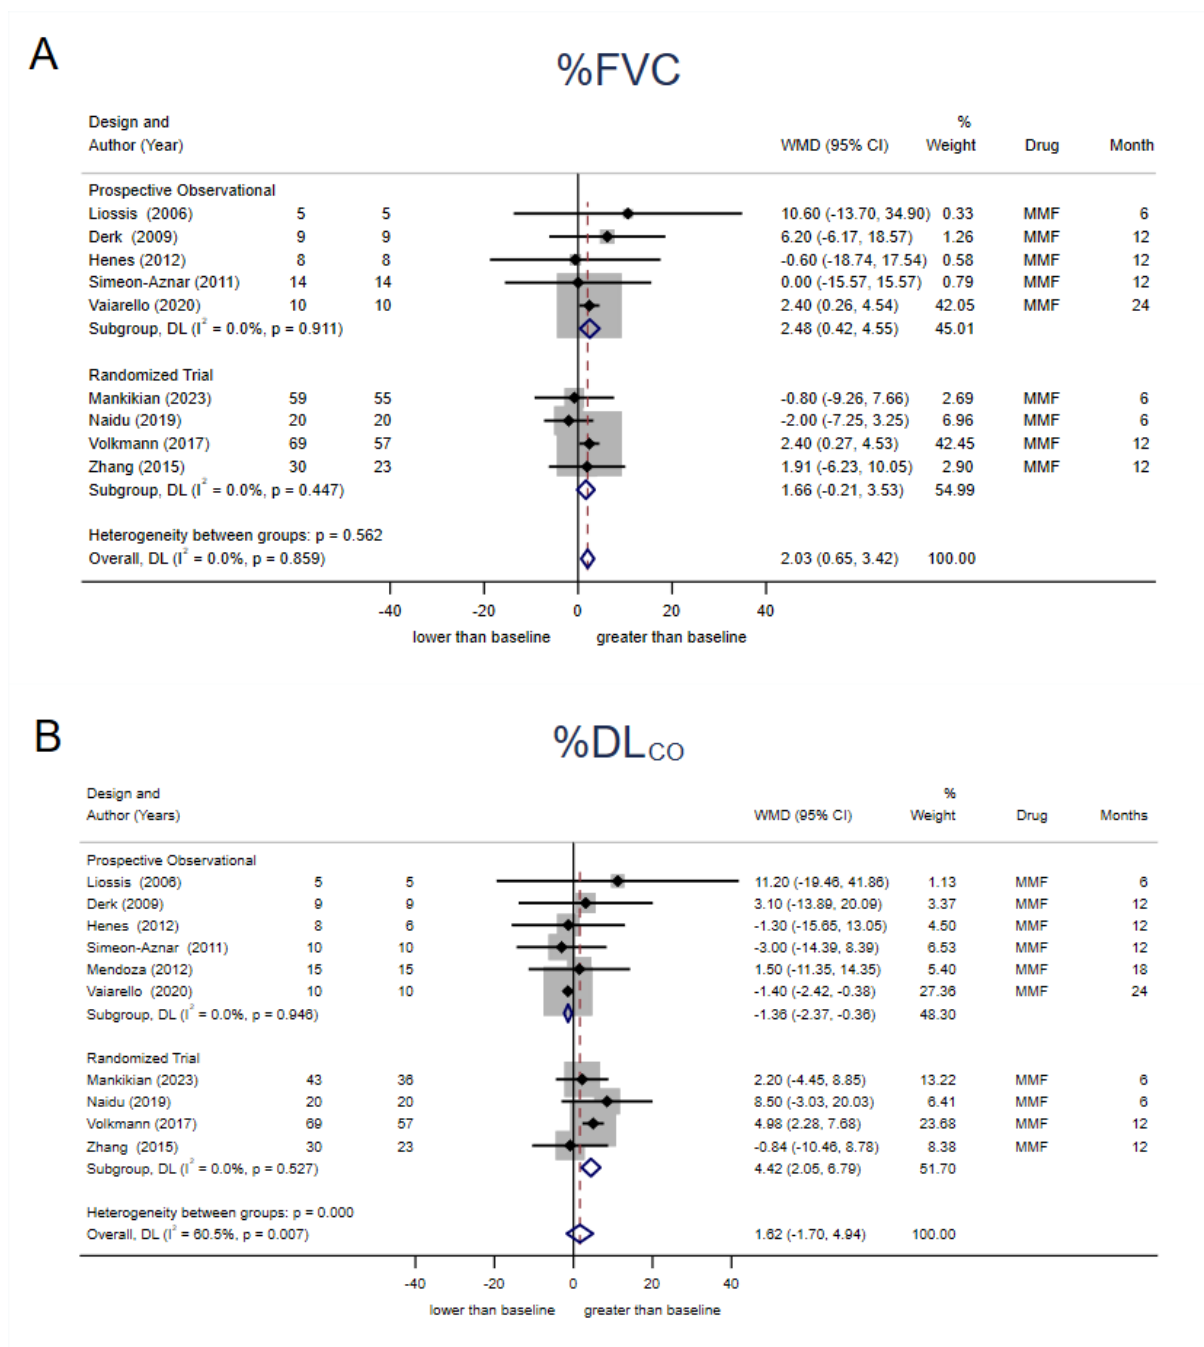 A
%FVC
Design and %
Author (Year) WMD (95% CI) Weight Drug Month
Prospective Observational
Liossis (2006) 5 5 10.60 (-13.70, 34.90) 0.33 MMF 6
Derk (2009) 9 9 6.20 (-6.17, 18.57) 1.26 MMF 12
Henes (2012) 8 8 -0.60 (-18.74, 17.54) 0.58 MMF 12
Simeon-Aznar (2011) 14 14 0.00 (-15.57, 15.57) 0.79 MMF 12
Vaiarello (2020) 10 10 2.40 (0.26, 4.54) 42.05 MMF 24
Subgroup, DL (I² = 0.0%, p = 0.911) 2.48 (0.42, 4.55) 45.01
Randomized Trial
Mankikian (2023) 59 55 -0.80 (-9.26, 7.66) 2.69 MMF 6
Naidu (2019) 20 20 -2.00 (-7.25, 3.25) 6.96 MMF 6
Volkmann (2017) 69 57 2.40 (0.27, 4.53) 42.45 MMF 12
Zhang (2015) 30 23 1.91 (-6.23, 10.05) 2.90 MMF 12
Subgroup, DL (I² = 0.0%, p = 0.447) 1.66 (-0.21, 3.53) 54.99
Heterogeneity between groups: p = 0.562
Overall, DL (I² = 0.0%, p = 0.859) 2.03 (0.65, 3.42) 100.00
-40 -20 0 20 40
lower than baseline greater than baseline
B
%DLCO
Design and %
Author (Years) WMD (95% CI) Weight Drug Months
Prospective Observational
Liossis (2006) 5 5 11.20 (-19.46, 41.86) 1.13 MMF 6
Derk (2009) 9 9 3.10 (-13.89, 20.09) 3.37 MMF 12
Henes (2012) 8 6 -1.30 (-15.65, 13.05) 4.50 MMF 12
Simeon-Aznar (2011) 10 10 -3.00 (-14.39, 8.39) 6.53 MMF 12
Mendoza (2012) 15 15 1.50 (-11.35, 14.35) 5.40 MMF 18
Vaiarello (2020) 10 10 -1.40 (-2.42, -0.38) 27.36 MMF 24
Subgroup, DL (I² = 0.0%, p = 0.946) -1.36 (-2.37, -0.36) 48.30
Randomized Trial
Mankikian (2023) 43 36 2.20 (-4.45, 8.85) 13.22 MMF 6
Naidu (2019) 20 20 8.50 (-3.03, 20.03) 6.41 MMF 6
Volkmann (2017) 69 57 4.98 (2.28, 7.68) 23.68 MMF 12
Zhang (2015) 30 23 -0.84 (-10.46, 8.78) 8.38 MMF 12
Subgroup, DL (I² = 0.0%, p = 0.527) 4.42 (2.05, 6.79) 51.70
Heterogeneity between groups: p = 0.000
Overall, DL (I² = 60.5%, p = 0.007) 1.62 (-1.70, 4.94) 100.00
-40 -20 0 20 40
lower than baseline greater than baseline